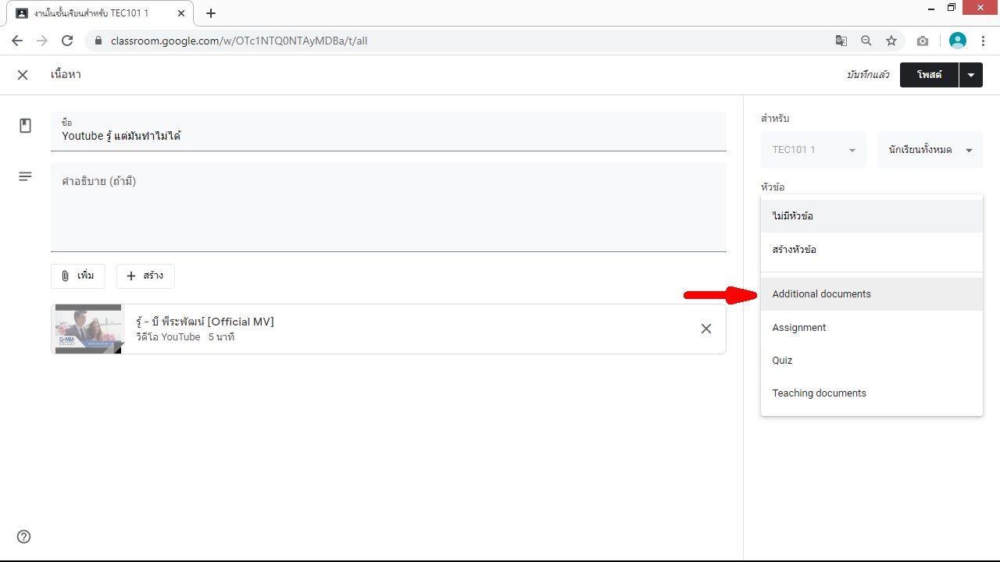 งานในชั้นเรียนสำหรับ TEC101 1
classroom.google.com/w/OTc1NTQ0NTAyMDBa/t/all
เนื้อหา
บันทึกแล้ว
โพสต์
ชื่อ
Youtube รู้ แต่มันทำไม่ได้
คำอธิบาย (ถ้ามี)
เพิ่ม
สร้าง
รู้ - บี้ พีระพัฒน์ [Official MV]
วิดีโอ YouTube 5 นาที
สำหรับ
TEC101 1
นักเรียนทั้งหมด
หัวข้อ
ไม่มีหัวข้อ
สร้างหัวข้อ
Additional documents
Assignment
Quiz
Teaching documents